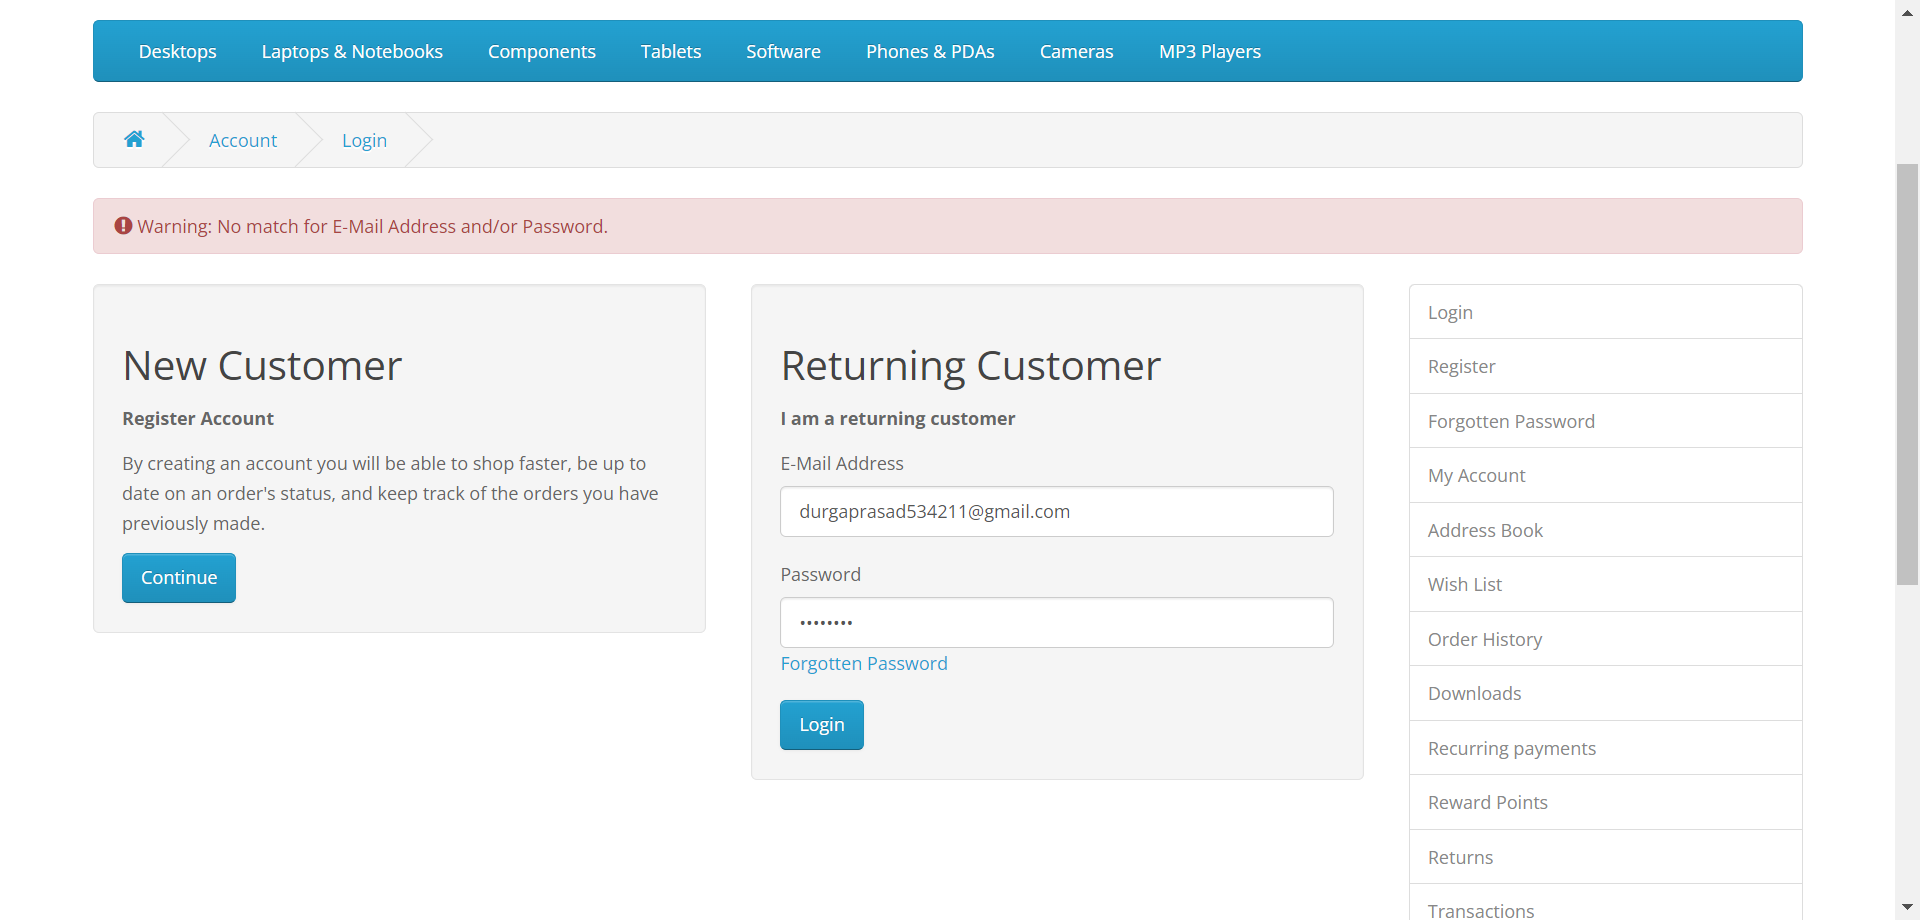 Desktops Laptops & Notebooks Components Tablets Software Phones & PDAs Cameras MP3 Players
Account Login
Warning: No match for E-Mail Address and/or Password.
New Customer
Register Account
By creating an account you will be able to shop faster, be up to
date on an order's status, and keep track of the orders you have
previously made.
Continue
Returning Customer
I am a returning customer
E-Mail Address
durgaprasad534211@gmail.com
Password
••••••••
Forgotten Password
Login
Login
Register
Forgotten Password
My Account
Address Book
Wish List
Order History
Downloads
Recurring payments
Reward Points
Returns
Transactions